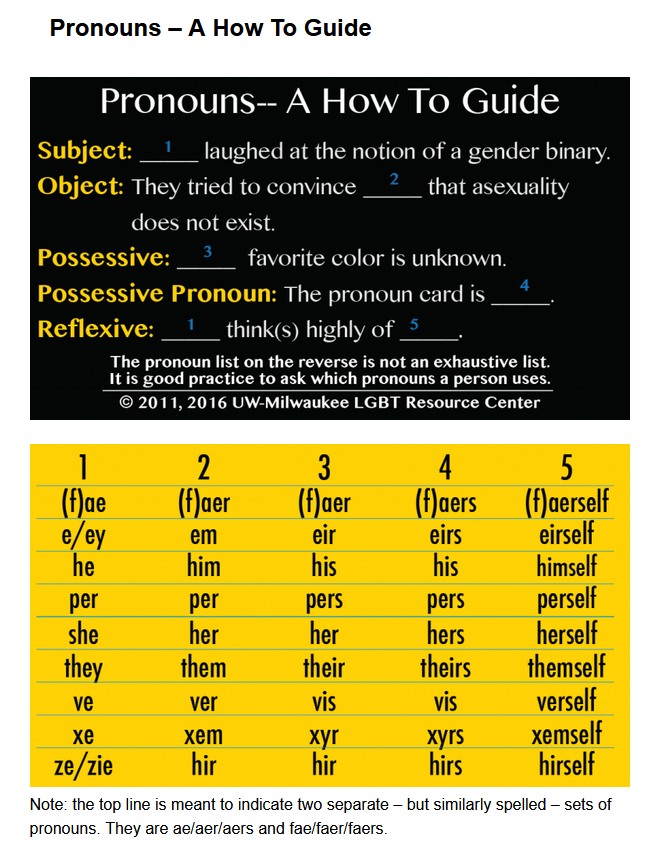 Pronouns – A How To Guide
Pronouns-- A How To Guide
Subject: __1__ laughed at the notion of a gender binary.
Object: They tried to convince __2__ that asexuality
does not exist.
Possessive: __3__ favorite color is unknown.
Possessive Pronoun: The pronoun card is __4__.
Reflexive: __1__ think(s) highly of __5__.
The pronoun list on the reverse is not an exhaustive list.
It is good practice to ask which pronouns a person uses.
© 2011, 2016 UW-Milwaukee LGBT Resource Center
1 2 3 4 5
(f)ae (f)aer (f)aer (f)aers (f)aerself
e/ey em eir eirs eirself
he him his his himself
per per pers pers perself
she her her hers herself
they them their theirs themself
ve ver vis vis verself
xe xem xyr xyrs xemself
ze/zie hir hir hirs hirself
Note: the top line is meant to indicate two separate – but similarly spelled – sets of
pronouns. They are ae/aer/aers and fae/faer/faers.